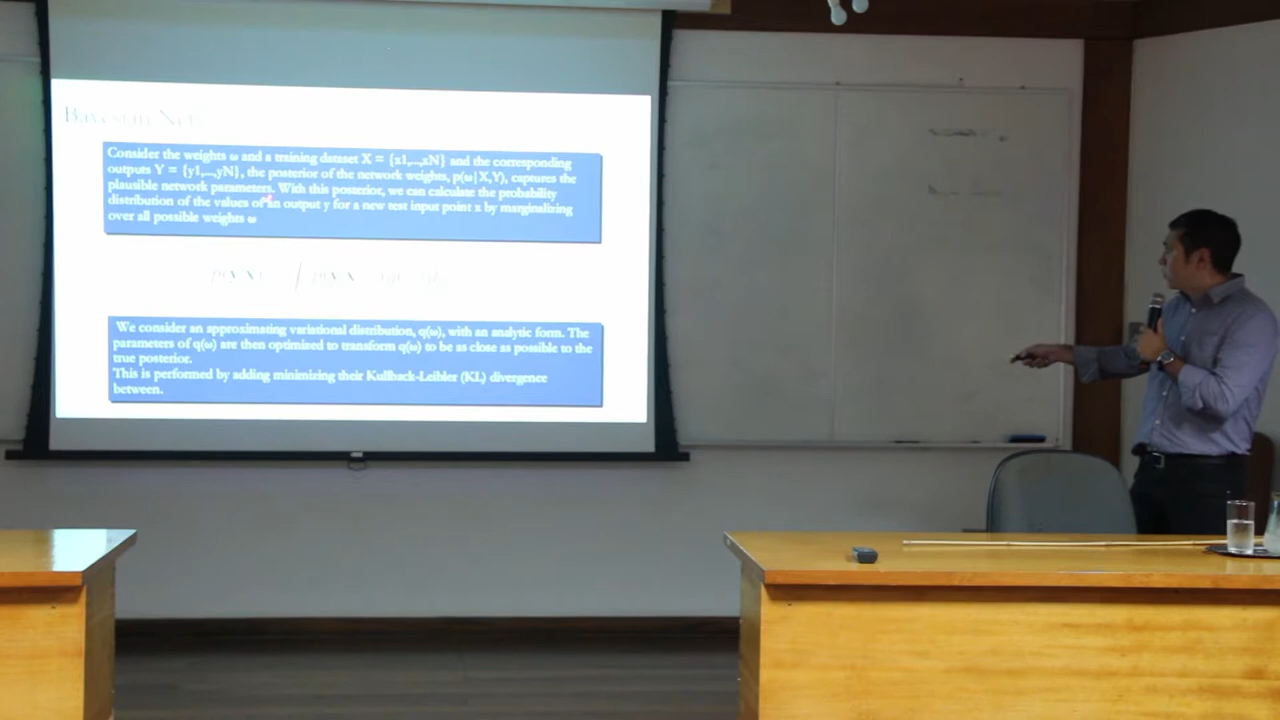 Bayesian Nets
Consider the weights ω and a training dataset X = {x1,...,xN} and the corresponding
outputs Y = {y1,...,yN}, the posterior of the network weights, p(ω|X,Y), captures the
plausible network parameters. With this posterior, we can calculate the probability
distribution of the values of an output y for a new test input point x by marginalizing
over all possible weights ω
We consider an approximating variational distribution, q(ω), with an analytic form. The
parameters of q(ω) are then optimized to transform q(ω) to be as close as possible to the
true posterior.
This is performed by adding minimizing their Kullback-Leibler (KL) divergence
between.